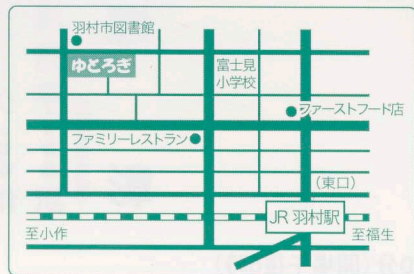 羽村市図書館
ゆとろぎ
富士見
小学校
ファーストフード店
ファミリーレストラン
(東口)
JR 羽村駅
至小作
至福生